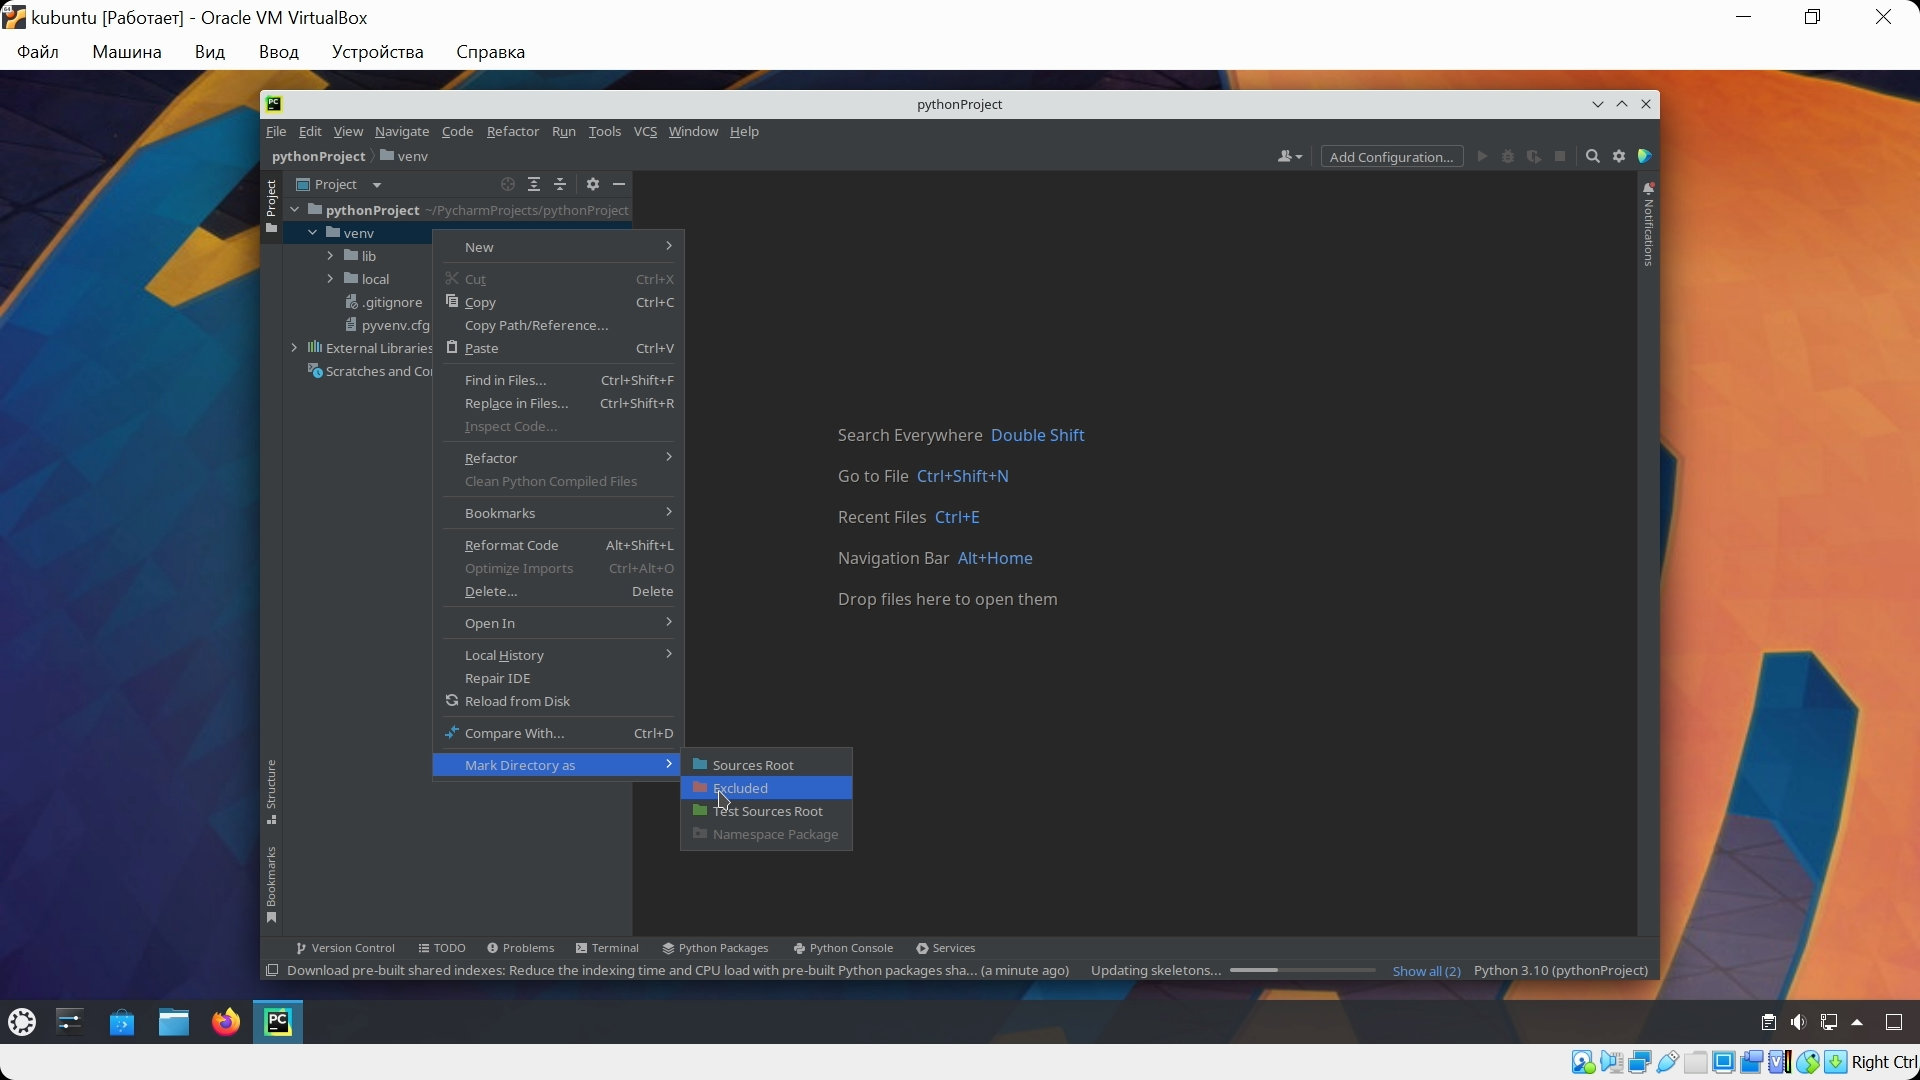 kubuntu [Работает] - Oracle VM VirtualBox
Файл Машина Вид Ввод Устройства Справка
pythonProject
File Edit View Navigate Code Refactor Run Tools VCS Window Help
pythonProject venv
Add Configuration...
Project
Project
pythonProject ~/PycharmProjects/pythonProject
venv
lib
local
.gitignore
pyvenv.cfg
External Libraries
Scratches and Co
Structure
Bookmarks
Notifications
New
Cut Ctrl+X
Copy Ctrl+C
Copy Path/Reference...
Paste Ctrl+V
Find in Files... Ctrl+Shift+F
Replace in Files... Ctrl+Shift+R
Inspect Code...
Refactor
Clean Python Compiled Files
Bookmarks
Reformat Code Alt+Shift+L
Optimize Imports Ctrl+Alt+O
Delete... Delete
Open In
Local History
Repair IDE
Reload from Disk
Compare With... Ctrl+D
Mark Directory as
Sources Root
Excluded
Test Sources Root
Namespace Package
Search Everywhere Double Shift
Go to File Ctrl+Shift+N
Recent Files Ctrl+E
Navigation Bar Alt+Home
Drop files here to open them
Version Control TODO Problems Terminal Python Packages Python Console Services
Download pre-built shared indexes: Reduce the indexing time and CPU load with pre-built Python packages sha... (a minute ago) Updating skeletons... Show all (2) Python 3.10 (pythonProject)
PC
Right Ctrl